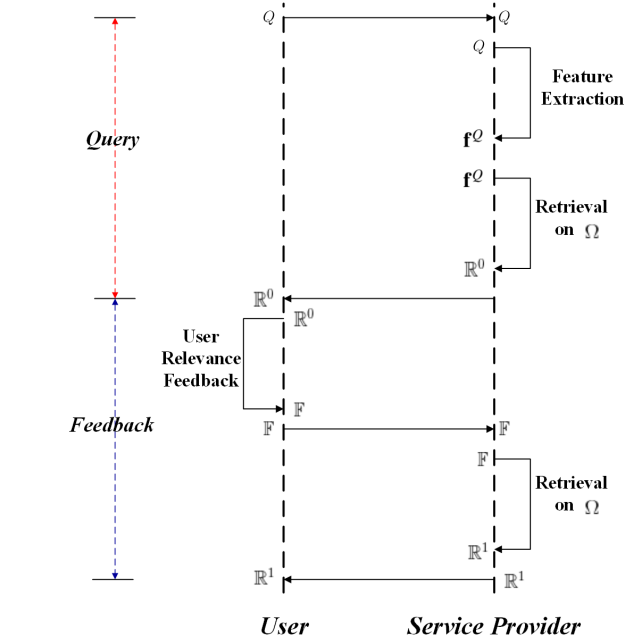 Q Q
Q
Feature
Extraction
Query
f^Q
f^Q
Retrieval
on Ω
ℝ^0
ℝ^0
ℝ^0
User
Relevance
Feedback
𝔽
Feedback
𝔽 𝔽
𝔽
Retrieval
on Ω
ℝ^1
ℝ^1 ℝ^1
User Service Provider